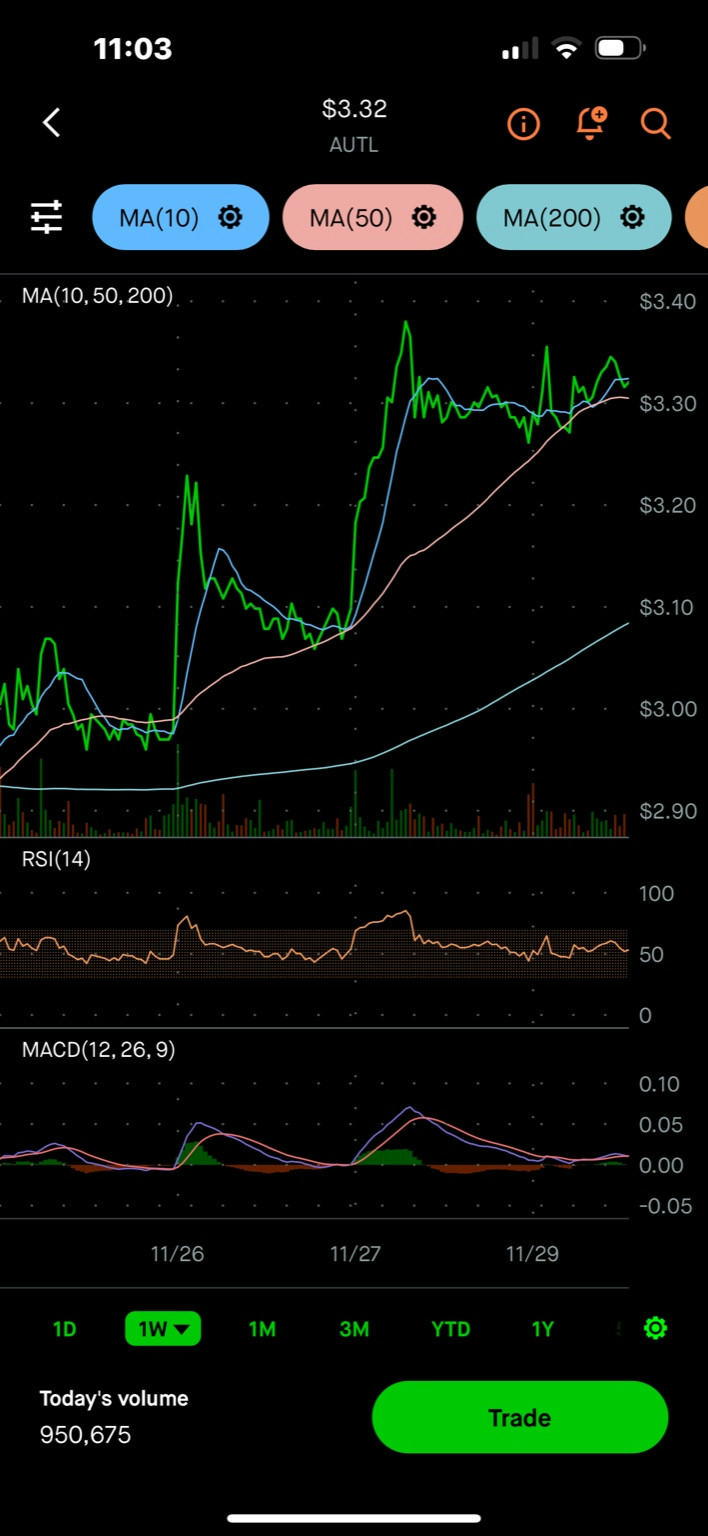 11:03
$3.32
AUTL
MA(10) MA(50) MA(200)
MA(10,50,200)
$3.40
$3.30
$3.20
$3.10
$3.00
$2.90
RSI(14)
100
50
0
MACD(12,26,9)
0.10
0.05
0.00
-0.05
11/26 11/27 11/29
1D 1W 1M 3M YTD 1Y
Today's volume
950,675
Trade